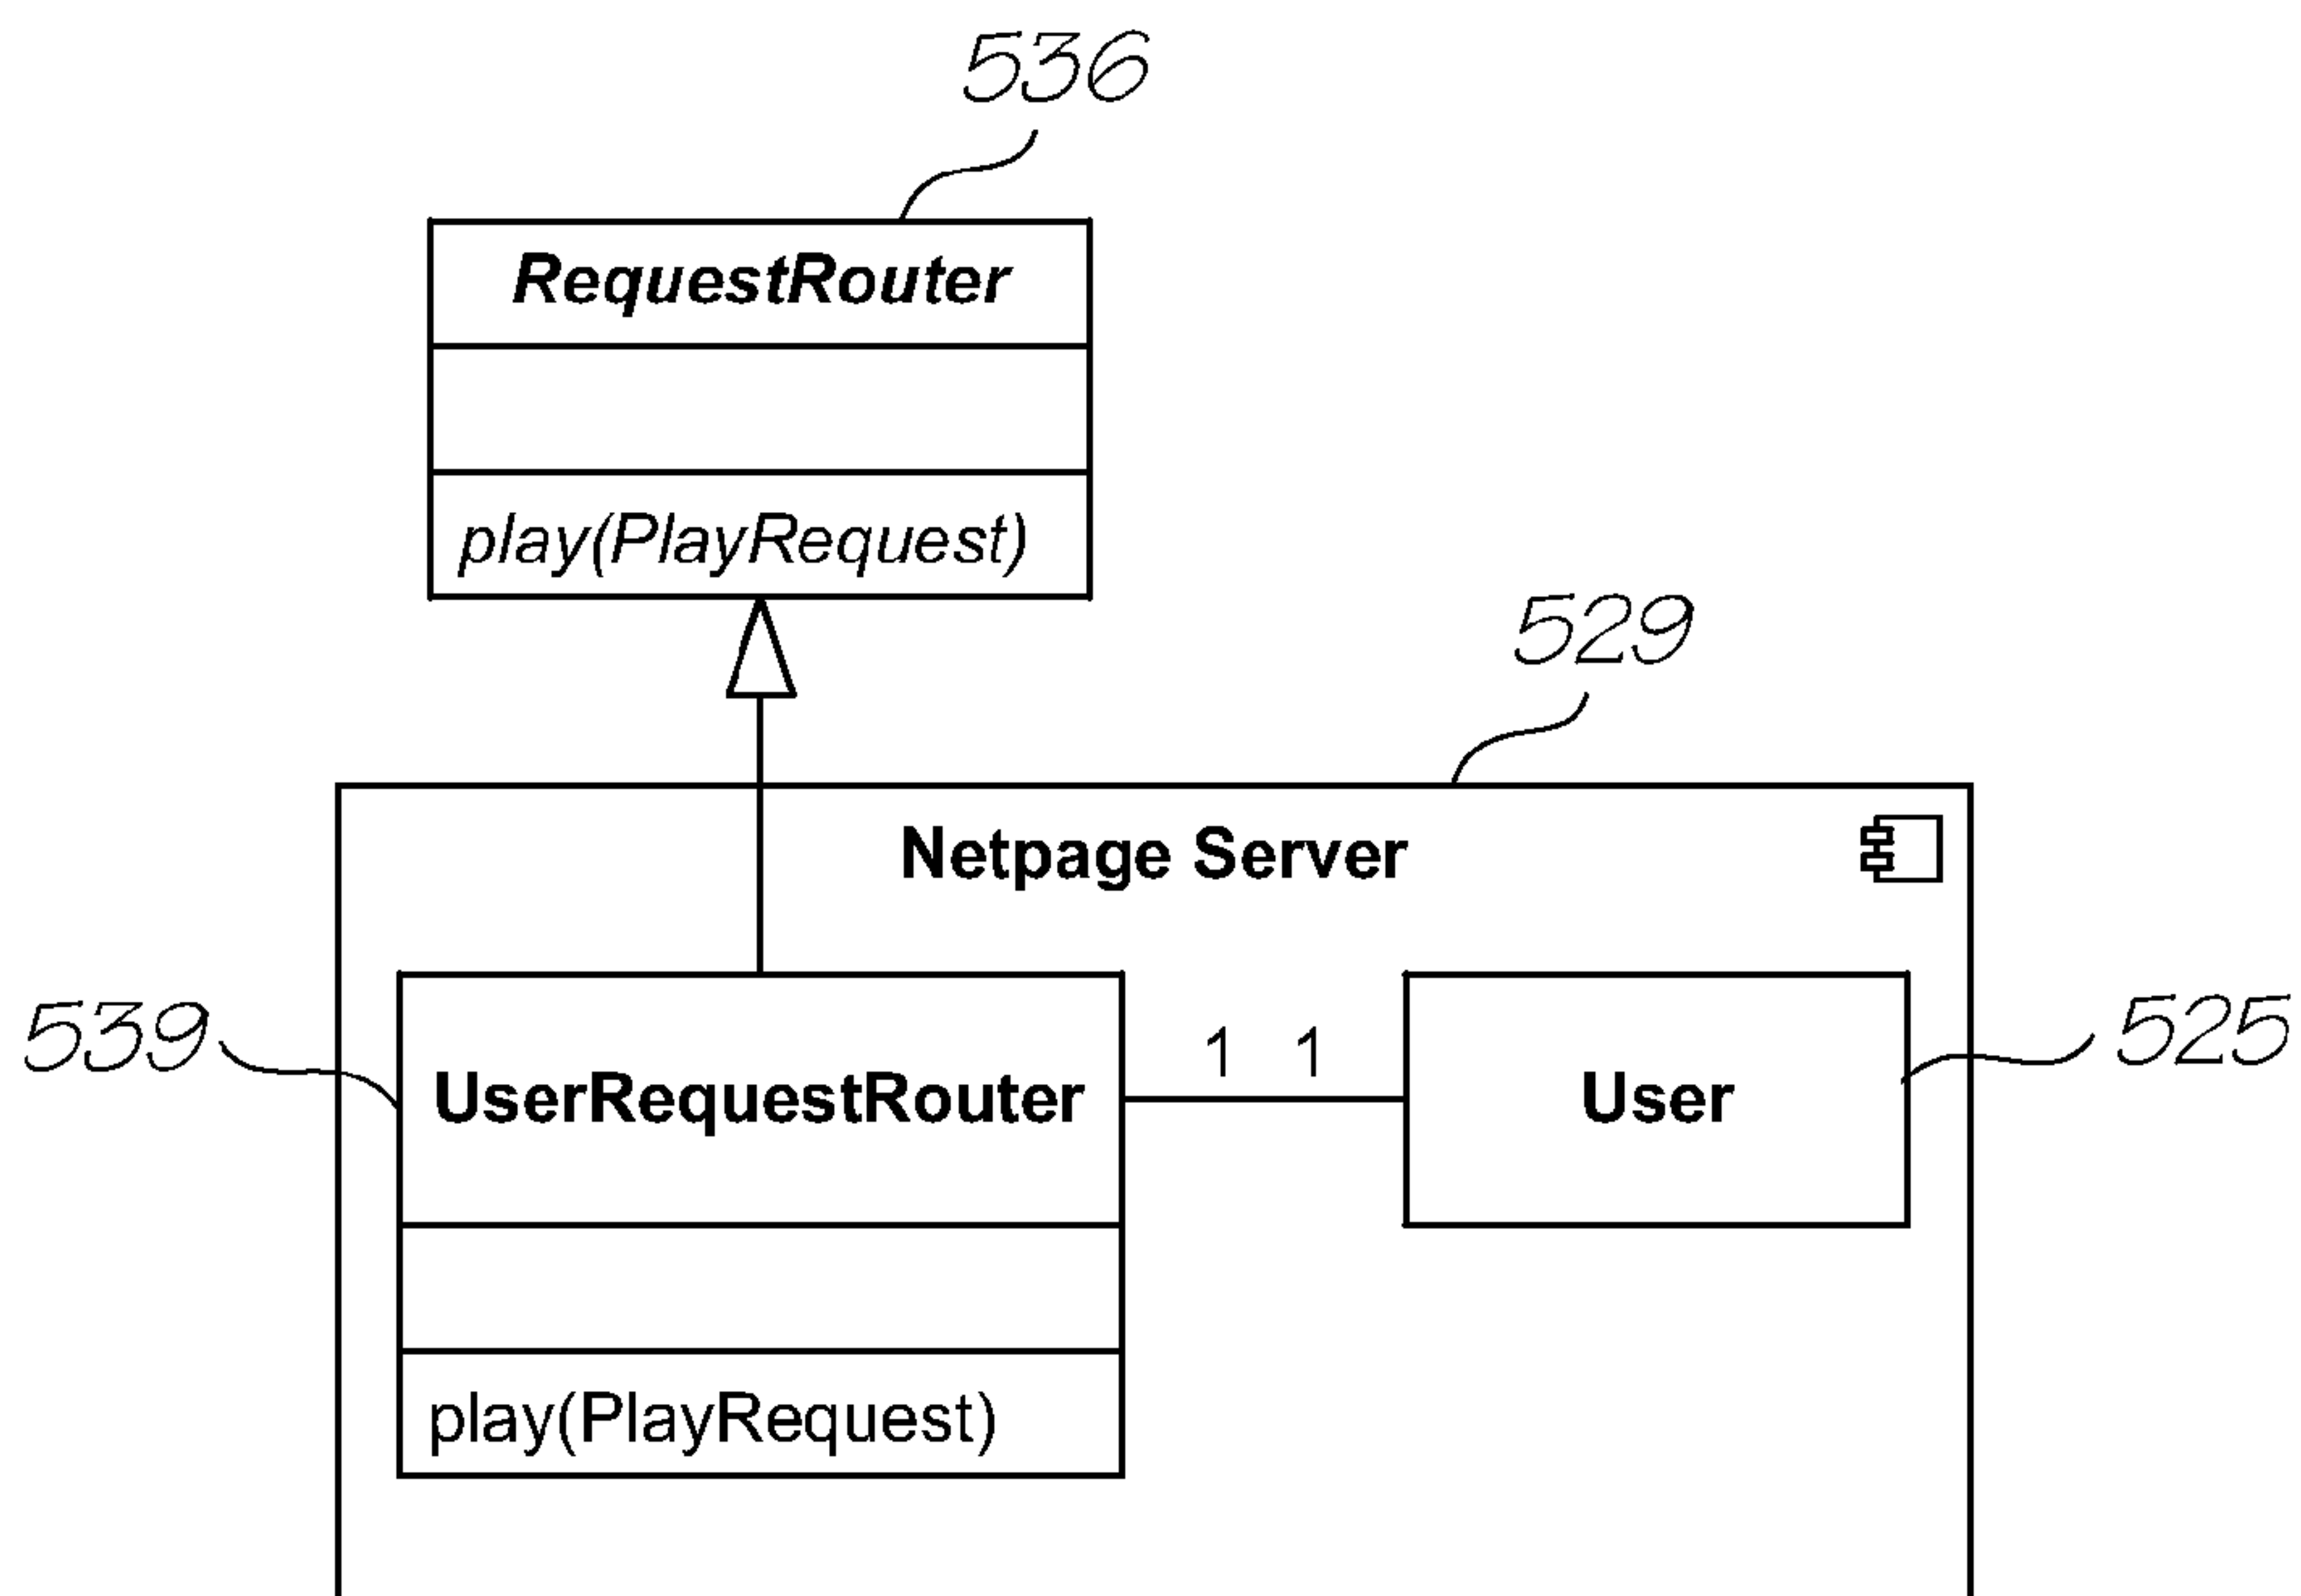 536
RequestRouter
play(PlayRequest)
529
Netpage Server
539
UserRequestRouter
1 1
User
525
play(PlayRequest)